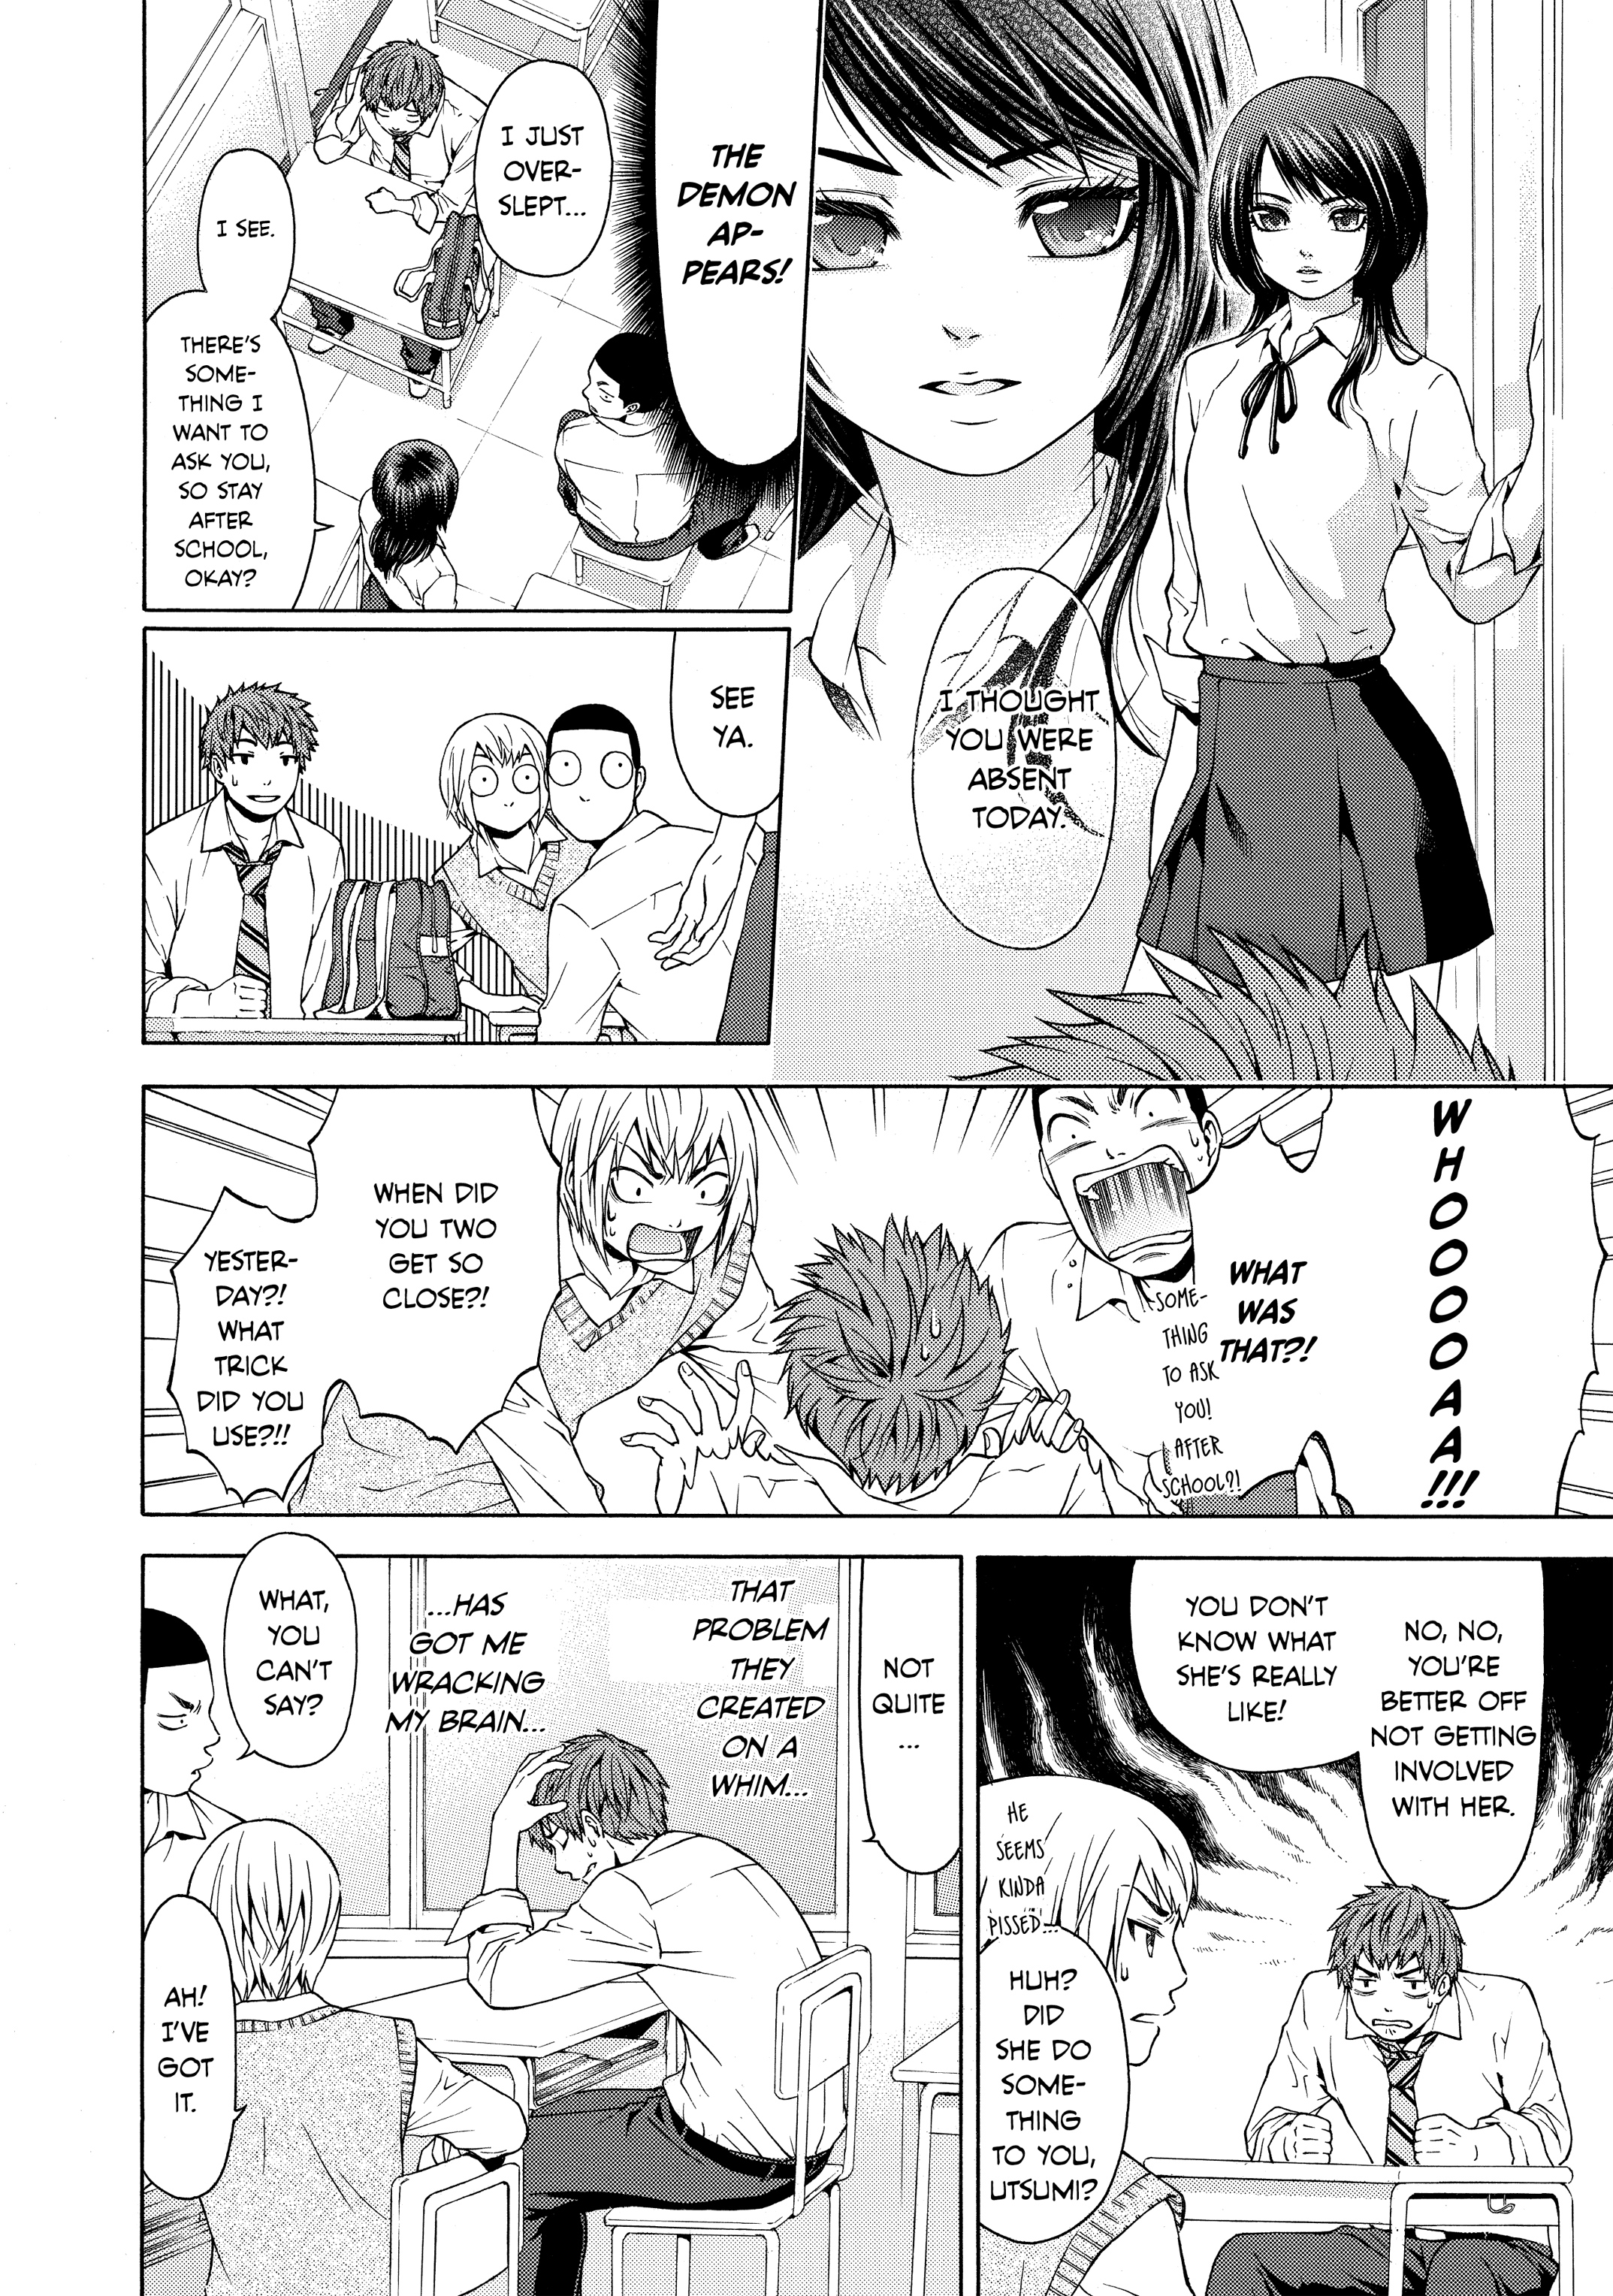 I THOUGHT
YOU WERE
ABSENT
TODAY.
THE
DEMON
AP-
PEARS!
I JUST
OVER-
SLEPT...
I SEE.
THERE'S
SOME-
THING I
WANT TO
ASK YOU,
SO STAY
AFTER
SCHOOL,
OKAY?
SEE
YA.
WHOOOOAA!!!
WHAT
WAS
THAT?!
SOME-
THING
TO ASK
YOU!
AFTER
SCHOOL?!
WHEN DID
YOU TWO
GET SO
CLOSE?!
YESTER-
DAY?!
WHAT
TRICK
DID YOU
USE?!!
NO, NO,
YOU'RE
BETTER OFF
NOT GETTING
INVOLVED
WITH HER.
YOU DON'T
KNOW WHAT
SHE'S REALLY
LIKE!
HE
SEEMS
KINDA
PISSED...
HUH?
DID
SHE DO
SOME-
THING
TO YOU,
UTSUMI?
NOT
QUITE
...
THAT
PROBLEM
THEY
CREATED
ON A
WHIM...
...HAS
GOT ME
WRACKING
MY BRAIN...
WHAT,
YOU
CAN'T
SAY?
AH!
I'VE
GOT
IT.